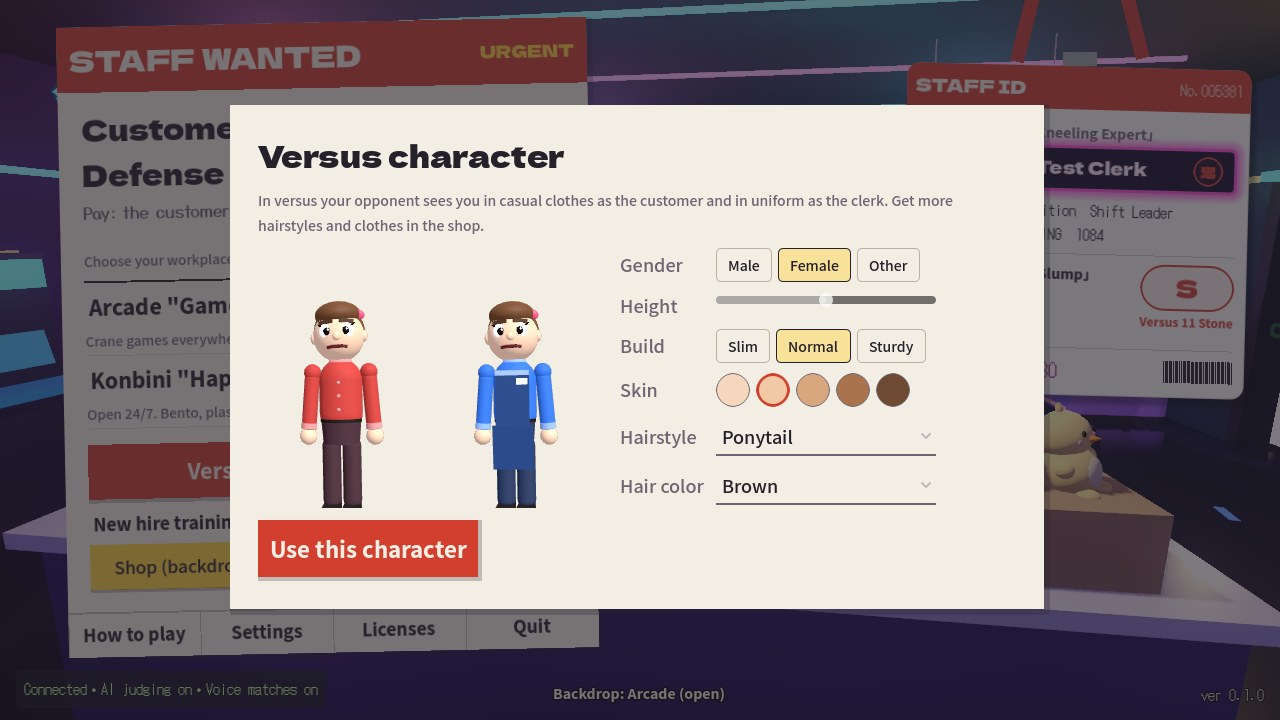 STAFF WANTED
URGENT
Custome
Defense
Pay: the customer
Choose your workplace
Arcade "Game
Crane games everywhe
Konbini "Hap
Open 24/7. Bento, plas
Vers
New hire trainin
Shop (backdro
How to play
Settings
Licenses
Quit
Connected • AI judging on • Voice matches on
Versus character
In versus your opponent sees you in casual clothes as the customer and in uniform as the clerk. Get more
hairstyles and clothes in the shop.
Gender
Male
Female
Other
Height
Build
Slim
Normal
Sturdy
Skin
Hairstyle
Ponytail
Hair color
Brown
Use this character
STAFF ID
No. 005381
neeling Expert」
Test Clerk
ition Shift Leader
NG 1084
Slump」
S
Versus 11 Stone
Backdrop: Arcade (open)
ver 0.1.0